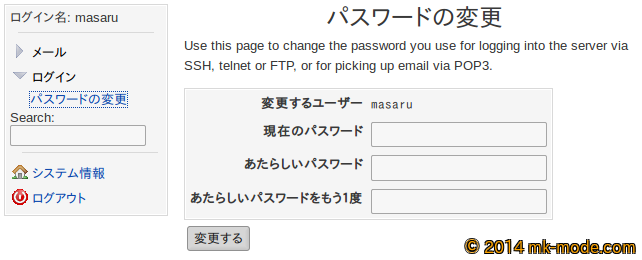 ログイン名: masaru
メール
ログイン
パスワードの変更
Search:
システム情報
ログアウト
パスワードの変更
Use this page to change the password you use for logging into the server via
SSH, telnet or FTP, or for picking up email via POP3.
変更するユーザー masaru
現在のパスワード
あたらしいパスワード
あたらしいパスワードをもう1度
変更する
© 2014 mk-mode.com